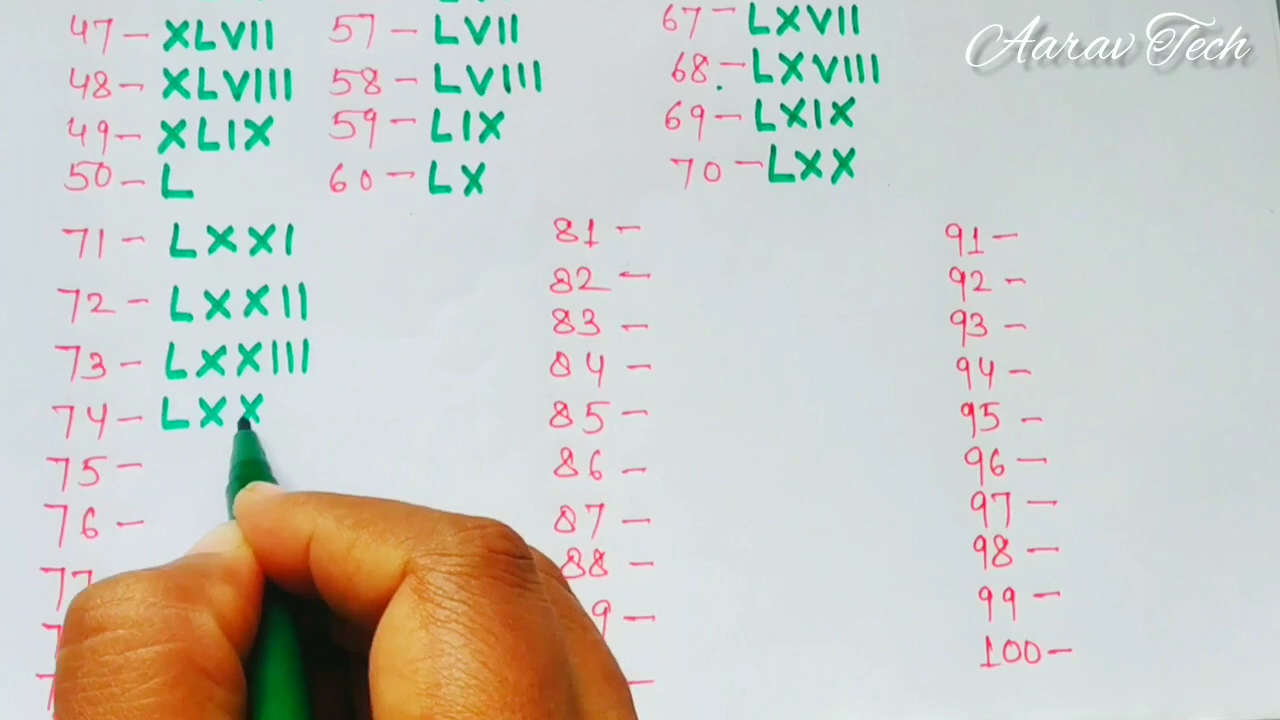 Aarav Tech
47 - XLVII
48 - XLVIII
49 - XLIX
50 - L
57 - LVII
58 - LVIII
59 - LIX
60 - LX
67 - LXVII
68 - LXVIII
69 - LXIX
70 - LXX
71 - LXXI
72 - LXXII
73 - LXXIII
74 - LXX
75 -
76 -
77
81 -
82 -
83 -
84 -
85 -
86 -
87 -
88 -
9 -
91 -
92 -
93 -
94 -
95 -
96 -
97 -
98 -
99 -
100 -